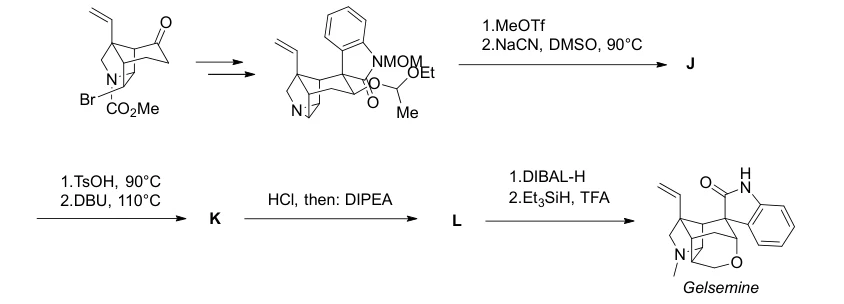 O
N
Br
CO₂Me
NMOM
O
OEt
O
Me
N
1.MeOTf
2.NaCN, DMSO, 90°C
J
1.TsOH, 90°C
2.DBU, 110°C
K
HCl, then: DIPEA
L
1.DIBAL-H
2.Et₃SiH, TFA
H
O N
N
O
Gelsemine